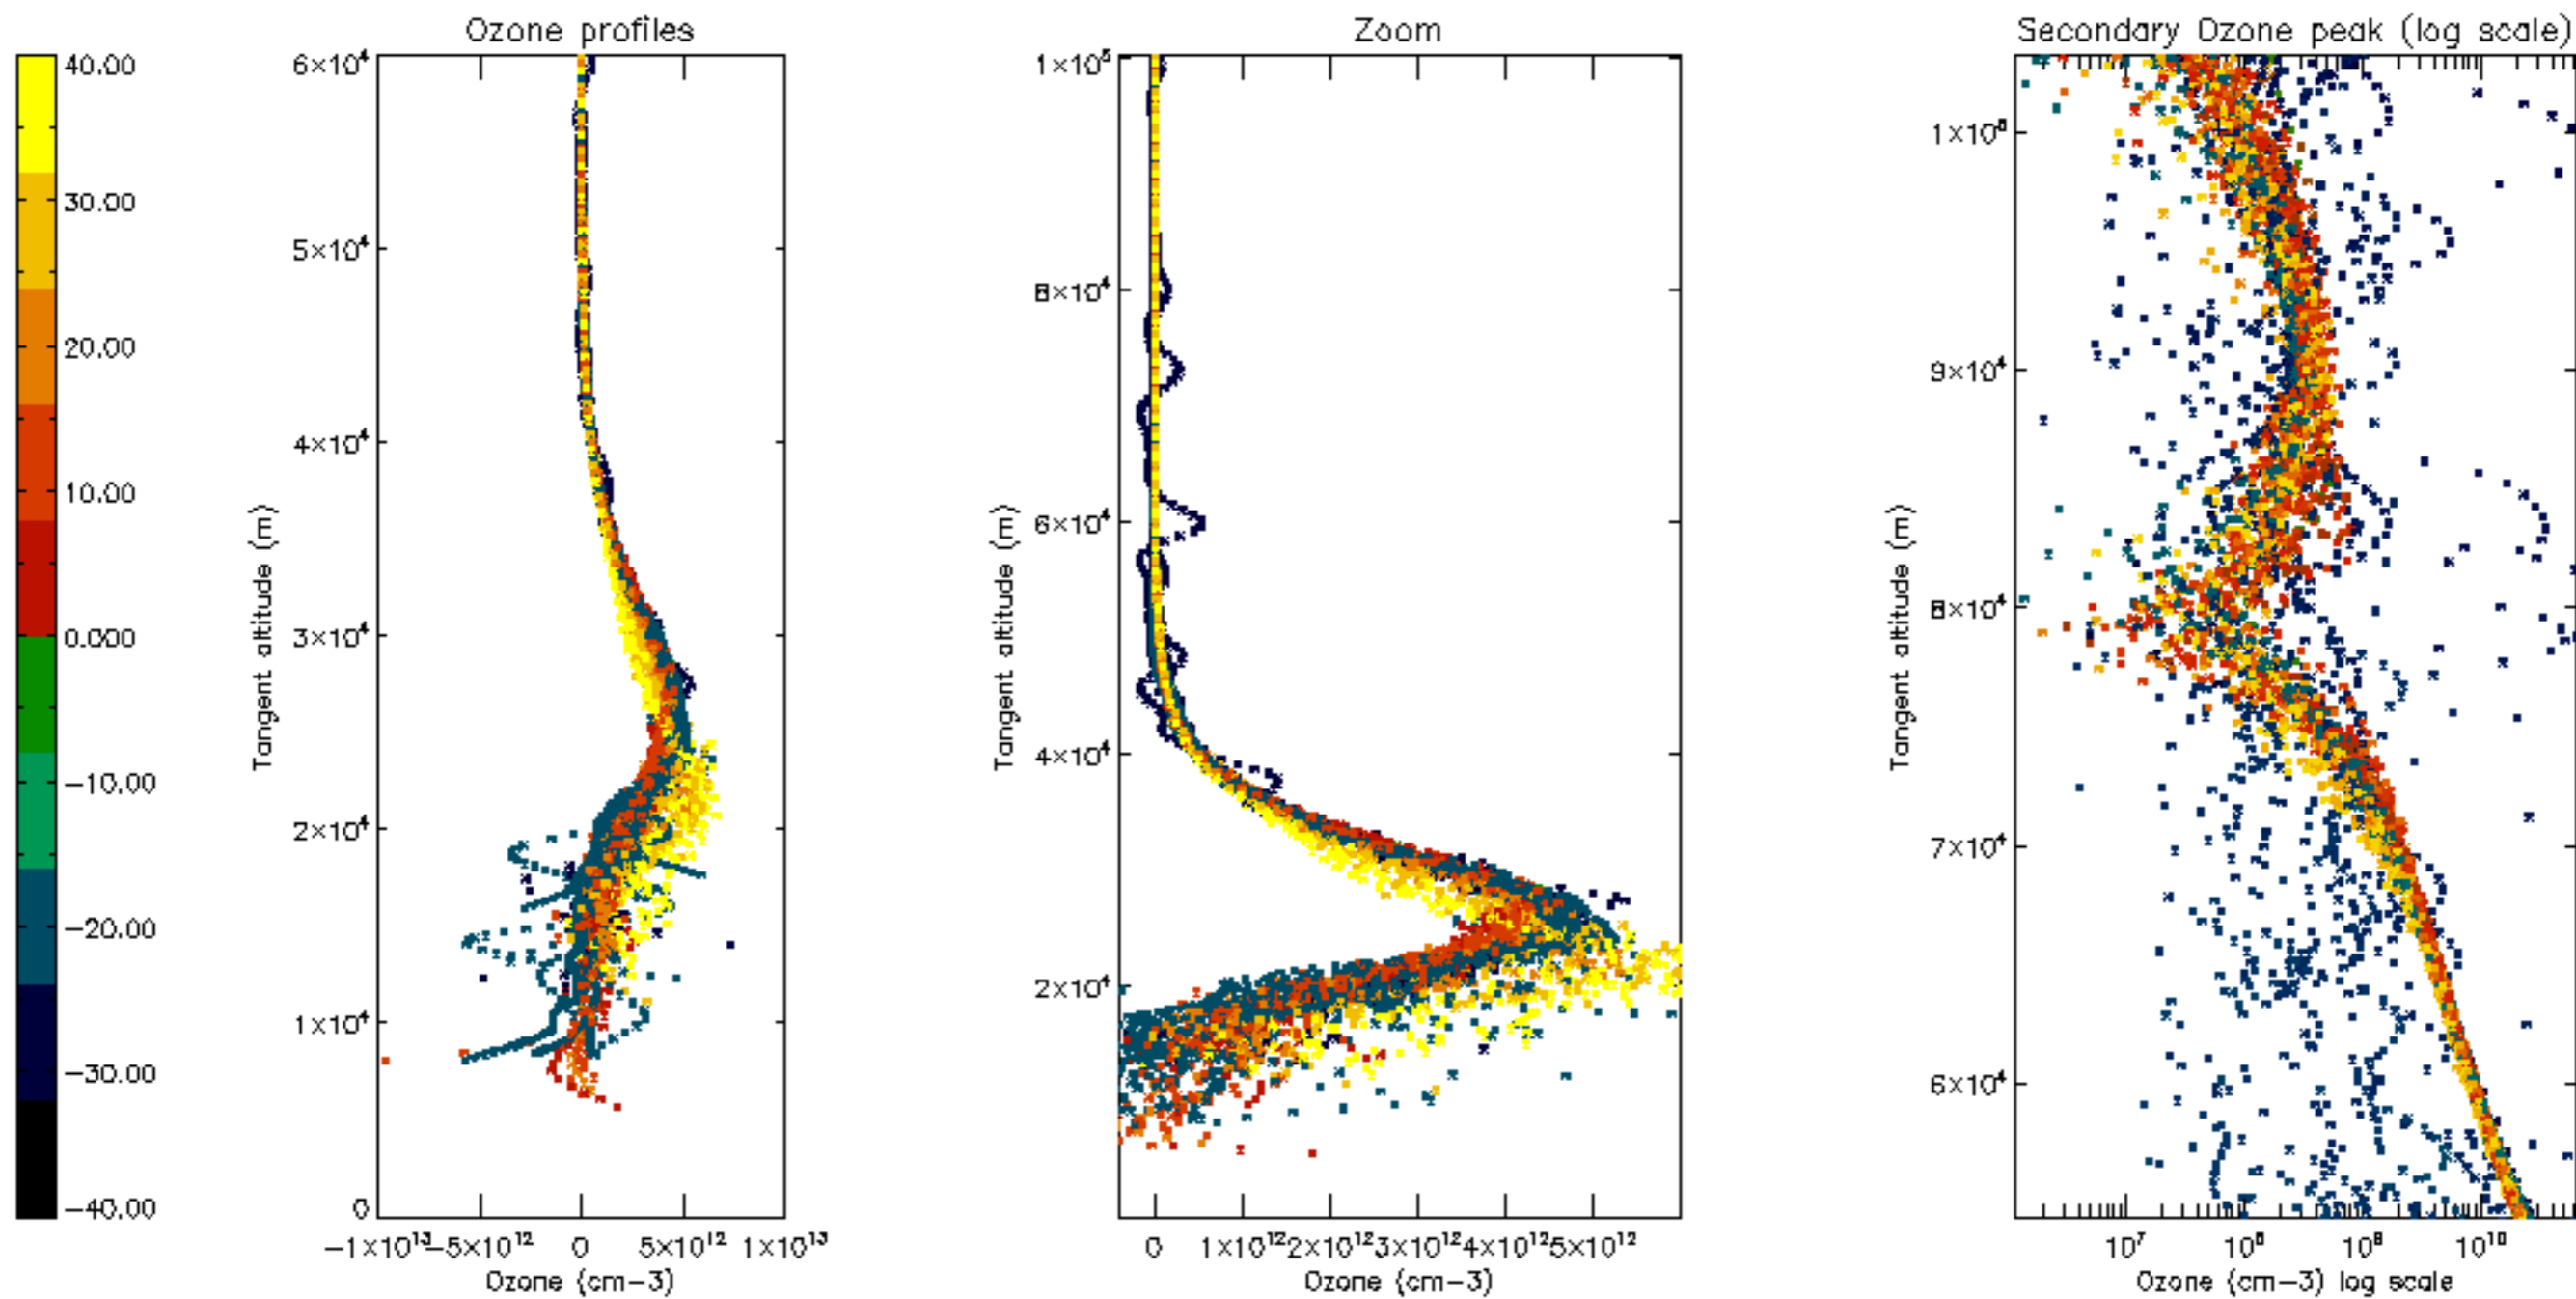 Ozone profiles
Zoom
Secondary Ozone peak (log scale)
40.00
30.00
20.00
10.00
0.000
−10.00
−20.00
−30.00
−40.00
6×10⁴
5×10⁴
4×10⁴
3×10⁴
2×10⁴
1×10⁴
0
Tangent altitude (m)
−1×10¹³ −5×10¹² 0 5×10¹² 1×10¹³
Ozone (cm−3)
1×10⁵
8×10⁴
6×10⁴
4×10⁴
2×10⁴
Tangent altitude (m)
0 1×10¹² 2×10¹² 3×10¹² 4×10¹² 5×10¹²
Ozone (cm−3)
1×10⁵
9×10⁴
8×10⁴
7×10⁴
6×10⁴
Tangent altitude (m)
10⁷ 10⁸ 10⁹ 10¹⁰
Ozone (cm−3) log scale